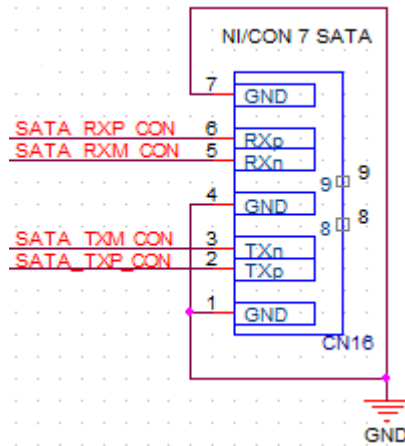 NI/CON 7 SATA
7 GND
SATA_RXP_CON 6 RXp
SATA_RXM_CON 5 RXn
9 9
4 GND
8 8
SATA_TXM_CON 3 TXn
SATA_TXP_CON 2 TXp
1 GND
CN16
GND